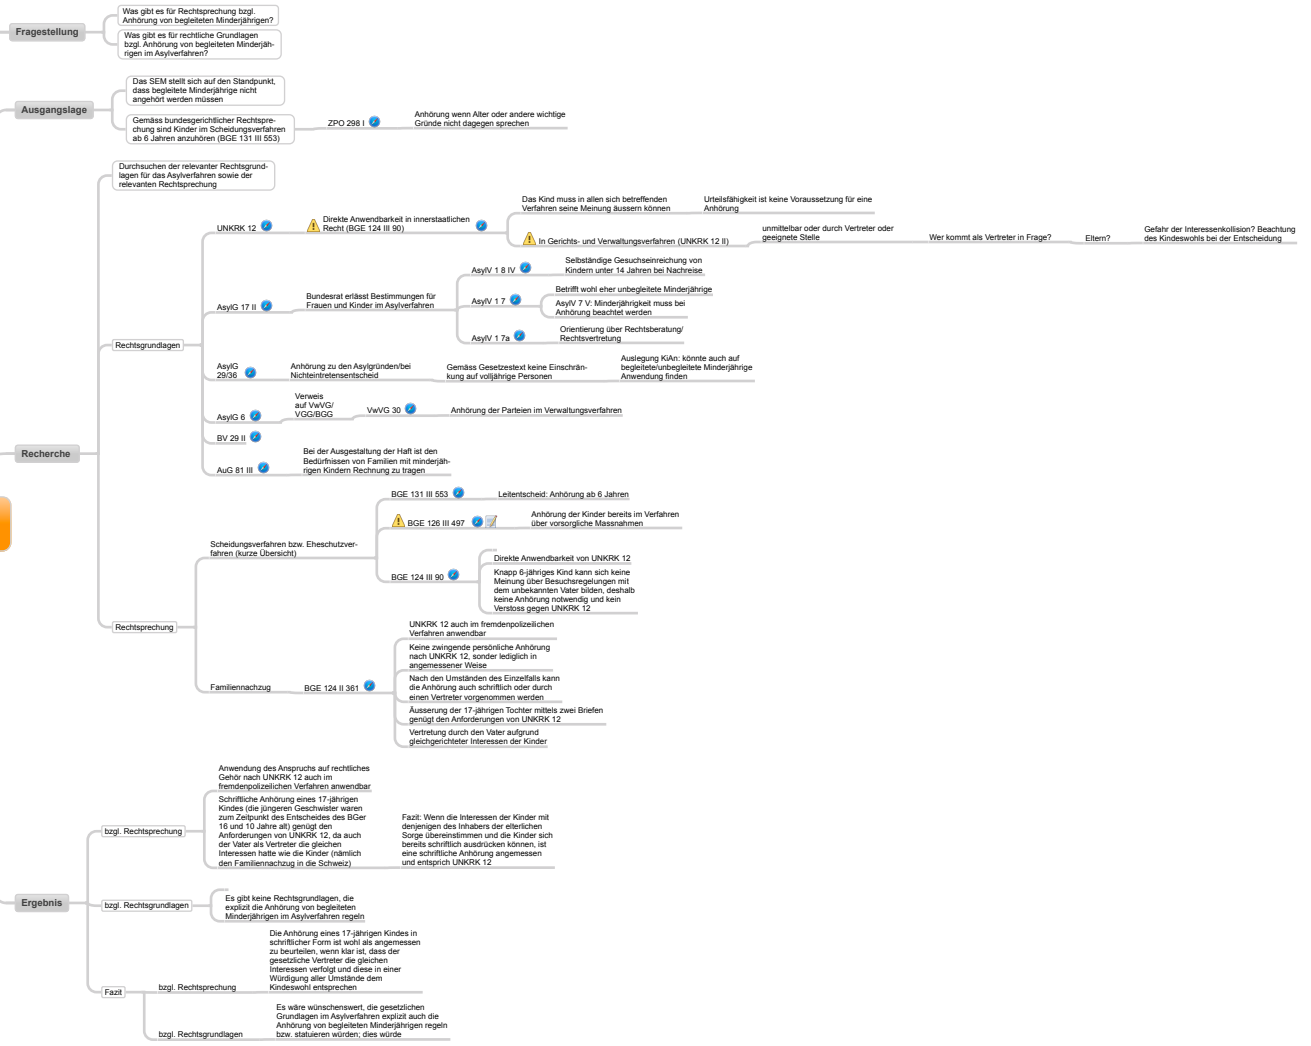 Fragestellung
Was gibt es für Rechtsprechung bzgl.
Anhörung von begleiteten Minderjährigen?
Was gibt es für rechtliche Grundlagen
bzgl. Anhörung von begleiteten Minderjäh-
rigen im Asylverfahren?
Ausgangslage
Das SEM stellt sich auf den Standpunkt,
dass begleitete Minderjährige nicht
angehört werden müssen
Gemäss bundesgerichtlicher Rechtspre-
chung sind Kinder im Scheidungsverfahren
ab 6 Jahren anzuhören (BGE 131 III 553)
ZPO 298 I
Anhörung wenn Alter oder andere wichtige
Gründe nicht dagegen sprechen
Recherche
Durchsuchen der relevanter Rechtsgrund-
lagen für das Asylverfahren sowie der
relevanten Rechtsprechung
Rechtsgrundlagen
UNKRK 12
Direkte Anwendbarkeit in innerstaatlichen
Recht (BGE 124 III 90)
Das Kind muss in allen sich betreffenden
Verfahren seine Meinung äussern können
Urteilsfähigkeit ist keine Voraussetzung für eine
Anhörung
In Gerichts- und Verwaltungsverfahren (UNKRK 12 II)
unmittelbar oder durch Vertreter oder
geeignete Stelle
Wer kommt als Vertreter in Frage?
Eltern?
Gefahr der Interessenkollision? Beachtung
des Kindeswohls bei der Entscheidung
AsylG 17 II
Bundesrat erlässt Bestimmungen für
Frauen und Kinder im Asylverfahren
AsylV 1 8 IV
Selbständige Gesuchseinreichung von
Kindern unter 14 Jahren bei Nachreise
AsylV 1 7
Betrifft wohl eher unbegleitete Minderjährige
AsylV 7 V: Minderjährigkeit muss bei
Anhörung beachtet werden
AsylV 1 7a
Orientierung über Rechtsberatung/
Rechtsvertretung
AsylG
29/36
Anhörung zu den Asylgründen/bei
Nichteintretensentscheid
Gemäss Gesetzestext keine Einschrän-
kung auf volljährige Personen
Auslegung KiAn: könnte auch auf
begleitete/unbegleitete Minderjährige
Anwendung finden
AsylG 6
Verweis
auf VwVG/
VGG/BGG
VwVG 30
Anhörung der Parteien im Verwaltungsverfahren
BV 29 II
AuG 81 III
Bei der Ausgestaltung der Haft ist den
Bedürfnissen von Familien mit minderjäh-
rigen Kindern Rechnung zu tragen
Rechtsprechung
Scheidungsverfahren bzw. Eheschutzver-
fahren (kurze Übersicht)
BGE 131 III 553
Leitentscheid: Anhörung ab 6 Jahren
BGE 126 III 497
Anhörung der Kinder bereits im Verfahren
über vorsorgliche Massnahmen
BGE 124 III 90
Direkte Anwendbarkeit von UNKRK 12
Knapp 6-jähriges Kind kann sich keine
Meinung über Besuchsregelungen mit
dem unbekannten Vater bilden, deshalb
keine Anhörung notwendig und kein
Verstoss gegen UNKRK 12
Familiennachzug
BGE 124 II 361
UNKRK 12 auch im fremdenpolizeilichen
Verfahren anwendbar
Keine zwingende persönliche Anhörung
nach UNKRK 12, sonder lediglich in
angemessener Weise
Nach den Umständen des Einzelfalls kann
die Anhörung auch schriftlich oder durch
einen Vertreter vorgenommen werden
Äusserung der 17-jährigen Tochter mittels zwei Briefen
genügt den Anforderungen von UNKRK 12
Vertretung durch den Vater aufgrund
gleichgerichteter Interessen der Kinder
Ergebnis
bzgl. Rechtsprechung
Anwendung des Anspruchs auf rechtliches
Gehör nach UNKRK 12 auch im
fremdenpolizeilichen Verfahren anwendbar
Schriftliche Anhörung eines 17-jährigen
Kindes (die jüngeren Geschwister waren
zum Zeitpunkt des Entscheides des BGer
16 und 10 Jahre alt) genügt den
Anforderungen von UNKRK 12, da auch
der Vater als Vertreter die gleichen
Interessen hatte wie die Kinder (nämlich
den Familiennachzug in die Schweiz)
Fazit: Wenn die Interessen der Kinder mit
denjenigen des Inhabers der elterlichen
Sorge übereinstimmen und die Kinder sich
bereits schriftlich ausdrücken können, ist
eine schriftliche Anhörung angemessen
und entsprich UNKRK 12
bzgl. Rechtsgrundlagen
Es gibt keine Rechtsgrundlagen, die
explizit die Anhörung von begleiteten
Minderjährigen im Asylverfahren regeln
Fazit
bzgl. Rechtsprechung
Die Anhörung eines 17-jährigen Kindes in
schriftlicher Form ist wohl als angemessen
zu beurteilen, wenn klar ist, dass der
gesetzliche Vertreter die gleichen
Interessen verfolgt und diese in einer
Würdigung aller Umstände dem
Kindeswohl entsprechen
bzgl. Rechtsgrundlagen
Es wäre wünschenswert, die gesetzlichen
Grundlagen im Asylverfahren explizit auch die
Anhörung von begleiteten Minderjährigen regeln
bzw. statuieren würden; dies würde